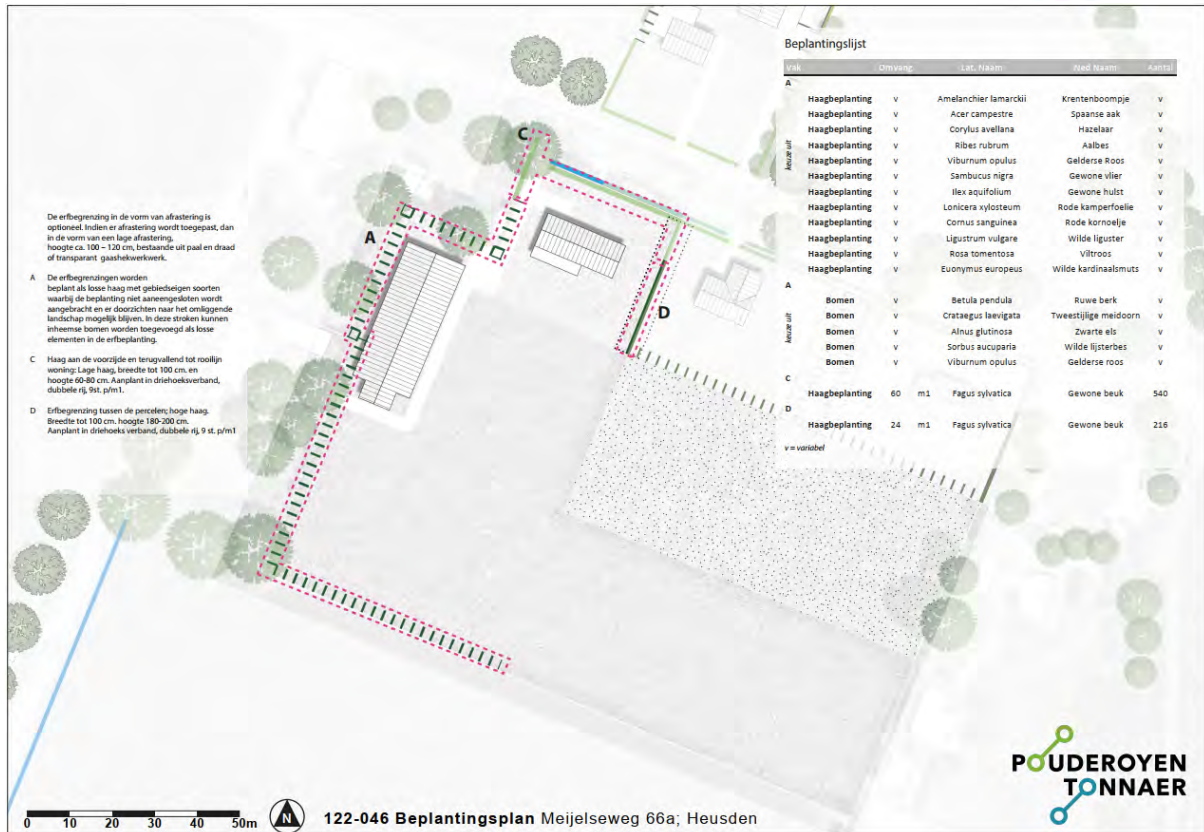 De erfbegrenzing in de vorm van afrastering is
optioneel. Indien er afrastering wordt toegepast, dan
in de vorm van een lage afrastering,
hoogte ca. 100 – 120 cm, bestaande uit paal en draad
of transparant gaashekwerkwerk.
A De erfbegrenzingen worden
beplant als losse haag met gebiedseigen soorten
waarbij de beplanting niet aaneengesloten wordt
aangebracht en er doorzichten naar het omliggende
landschap mogelijk blijven. In deze stroken kunnen
inheemse bomen worden toegevoegd als losse
elementen in de erfbeplanting.
C Haag aan de voorzijde en terugvallend tot rooilijn
woning: Lage haag, breedte tot 100 cm. en
hoogte 60-80 cm. Aanplant in driehoeksverband,
dubbele rij, 9st. p/m1.
D Erfbegrenzing tussen de percelen; hoge haag.
Breedte tot 100 cm. hoogte 180-200 cm.
Aanplant in driehoeks verband, dubbele rij, 9 st. p/m1
C
A
D
Beplantingslijst
Vak Omvang Lat. Naam Ned Naam Aantal
A
keuze uit
Haagbeplanting v Amelanchier lamarckii Krentenboompje v
Haagbeplanting v Acer campestre Spaanse aak v
Haagbeplanting v Corylus avellana Hazelaar v
Haagbeplanting v Ribes rubrum Aalbes v
Haagbeplanting v Viburnum opulus Gelderse Roos v
Haagbeplanting v Sambucus nigra Gewone vlier v
Haagbeplanting v Ilex aquifolium Gewone hulst v
Haagbeplanting v Lonicera xylosteum Rode kamperfoelie v
Haagbeplanting v Cornus sanguinea Rode kornoelje v
Haagbeplanting v Ligustrum vulgare Wilde liguster v
Haagbeplanting v Rosa tomentosa Viltroos v
Haagbeplanting v Euonymus europeus Wilde kardinaalsmuts v
A
keuze uit
Bomen v Betula pendula Ruwe berk v
Bomen v Crataegus laevigata Tweestijlige meidoorn v
Bomen v Alnus glutinosa Zwarte els v
Bomen v Sorbus aucuparia Wilde lijsterbes v
Bomen v Viburnum opulus Gelderse roos v
C
Haagbeplanting 60 m1 Fagus sylvatica Gewone beuk 540
D
Haagbeplanting 24 m1 Fagus sylvatica Gewone beuk 216
v = variabel
POUDEROYEN
TONNAER
0 10 20 30 40 50m
N
122-046 Beplantingsplan Meijelseweg 66a; Heusden